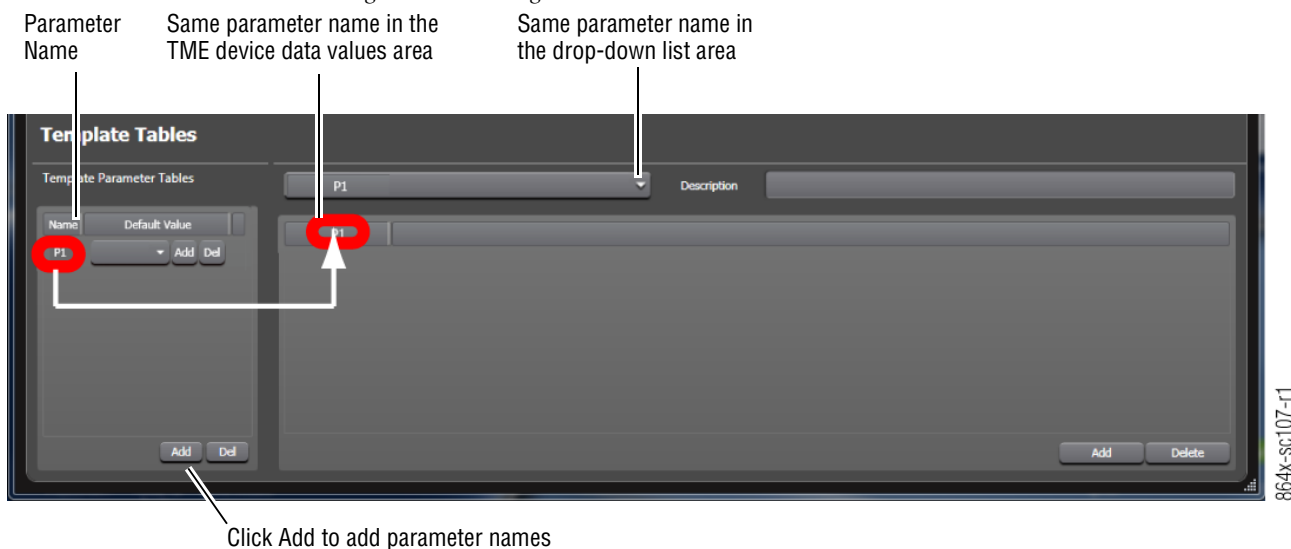 Parameter Name
Same parameter name in the TME device data values area
Same parameter name in the drop-down list area
Template Tables
Template Parameter Tables
P1
Description
Name
Default Value
P1
P1
Add
Del
Add
Del
Add
Delete
Click Add to add parameter names
864x-sc107-r1